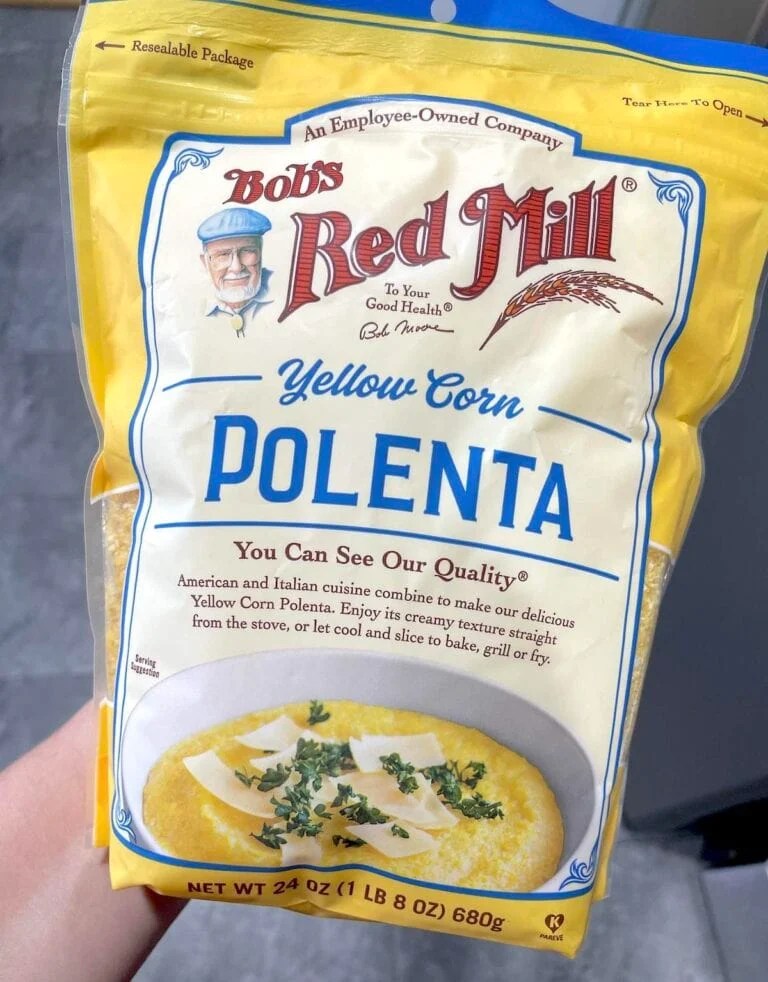 ← Resealable Package
Tear Here To Open →
An Employee-Owned Company
Bob's
Red Mill®
To Your
Good Health®
Bob Moore
Yellow Corn
POLENTA
You Can See Our Quality®
American and Italian cuisine combine to make our delicious
Yellow Corn Polenta. Enjoy its creamy texture straight
from the stove, or let cool and slice to bake, grill or fry.
Serving
Suggestion
NET WT 24 OZ (1 LB 8 OZ) 680g
K
PAREVE